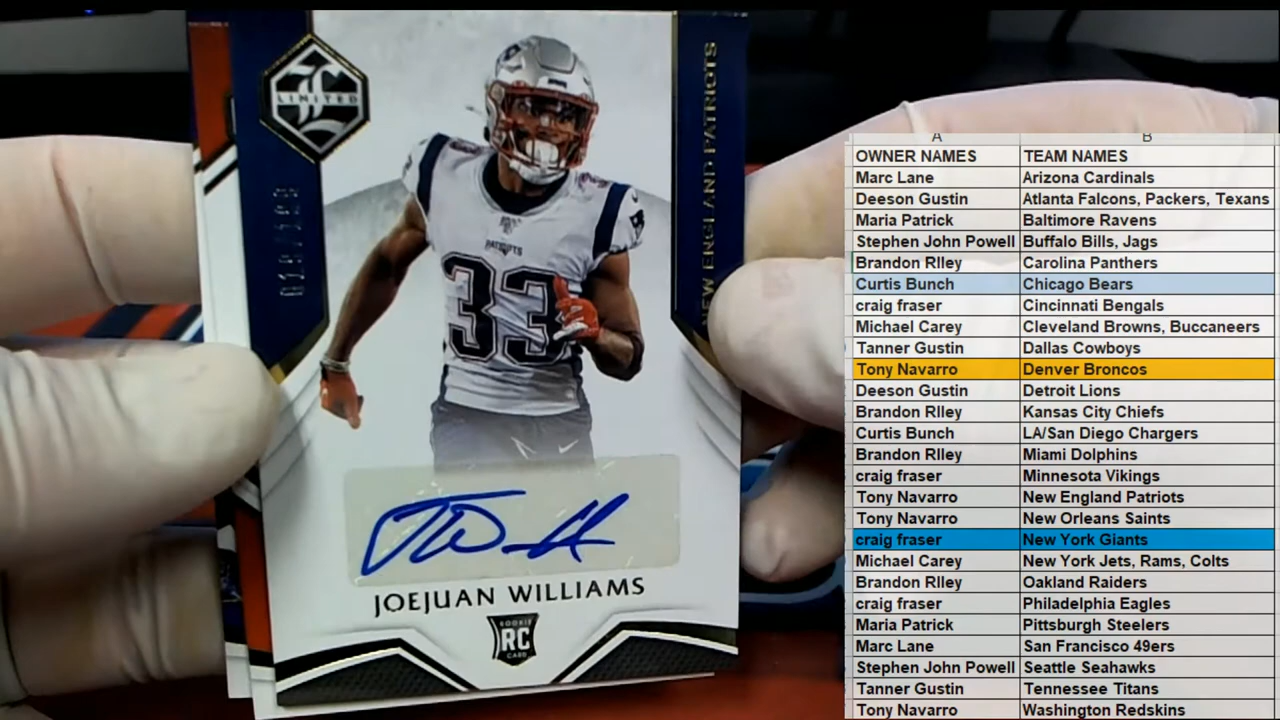 LIMITED
NEW ENGLAND PATRIOTS
PATRIOTS
33
JOEJUAN WILLIAMS
ROOKIE
RC
CARD
A B
OWNER NAMES TEAM NAMES
Marc Lane Arizona Cardinals
Deeson Gustin Atlanta Falcons, Packers, Texans
Maria Patrick Baltimore Ravens
Stephen John Powell Buffalo Bills, Jags
Brandon RIley Carolina Panthers
Curtis Bunch Chicago Bears
craig fraser Cincinnati Bengals
Michael Carey Cleveland Browns, Buccaneers
Tanner Gustin Dallas Cowboys
Tony Navarro Denver Broncos
Deeson Gustin Detroit Lions
Brandon RIley Kansas City Chiefs
Curtis Bunch LA/San Diego Chargers
Brandon RIley Miami Dolphins
craig fraser Minnesota Vikings
Tony Navarro New England Patriots
Tony Navarro New Orleans Saints
craig fraser New York Giants
Michael Carey New York Jets, Rams, Colts
Brandon RIley Oakland Raiders
craig fraser Philadelphia Eagles
Maria Patrick Pittsburgh Steelers
Marc Lane San Francisco 49ers
Stephen John Powell Seattle Seahawks
Tanner Gustin Tennessee Titans
Tony Navarro Washington Redskins